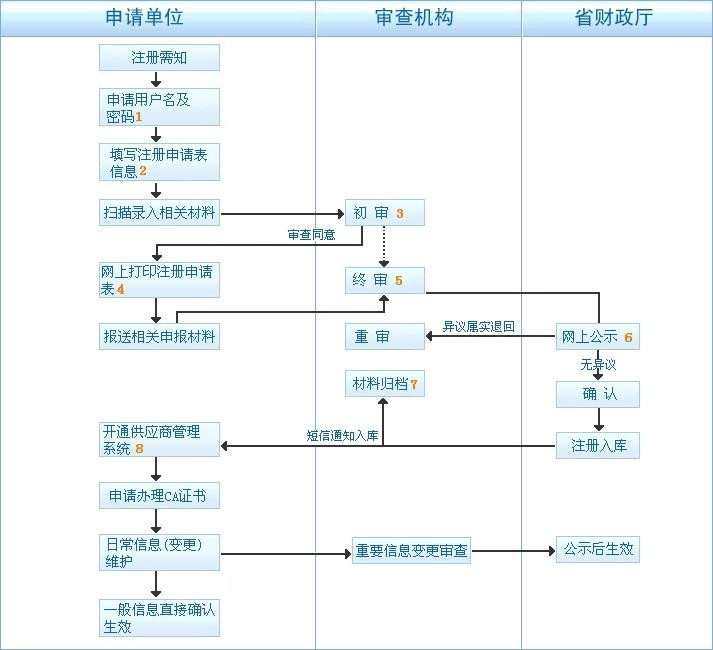 申请单位
审查机构
省财政厅
注册需知
申请用户名及
密码1
填写注册申请表
信息2
扫描录入相关材料
初 审 3
审查同意
网上打印注册申请
表4
终 审 5
报送相关申报材料
重 审
异议属实退回
网上公示 6
无异议
材料归档7
确 认
开通供应商管理
系统 8
短信通知入库
注册入库
申请办理CA证书
日常信息(变更)
维护
重要信息变更审查
公示后生效
一般信息直接确认
生效